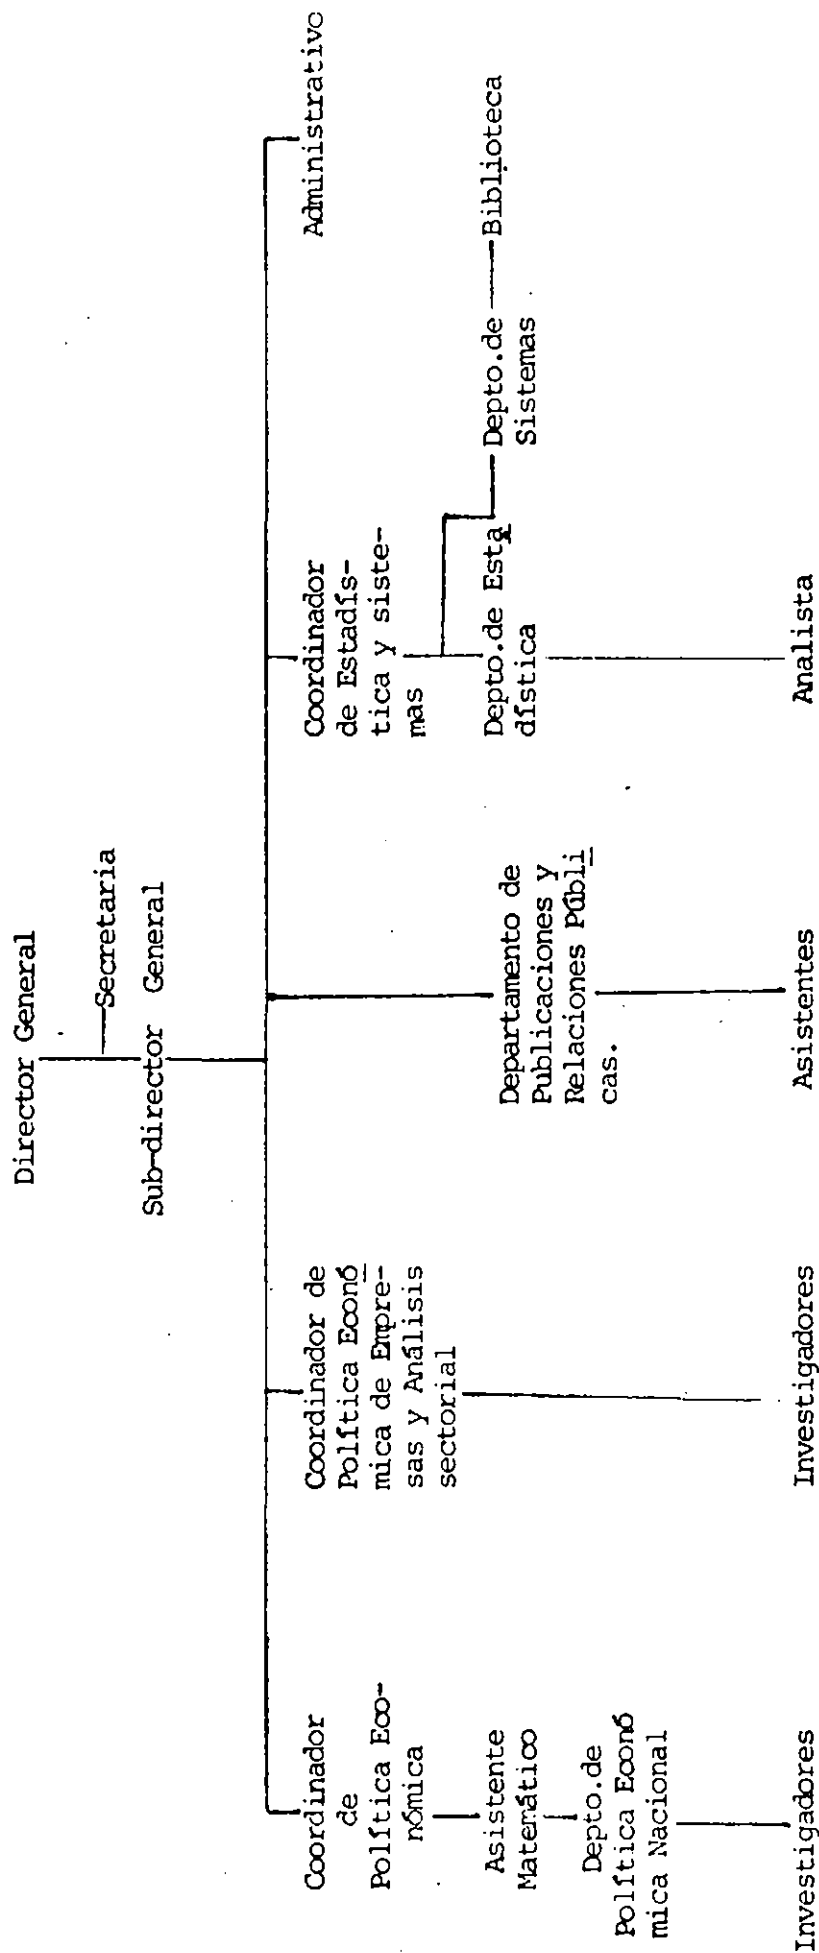 Director General
Secretaria
Sub-director General
Coordinador
de
Política Eco-
nómica
Asistente
Matemático
Depto.de
Política Econó
mica Nacional
Investigadores
Coordinador de
Política Econó
mica de Empre-
sas y Análisis
sectorial
Investigadores
Departamento de
Publicaciones y
Relaciones Públi
cas.
Asistentes
Coordinador
de Estadís-
tica y siste-
mas
Depto.de Esta
dística
Analista
Depto.de
Sistemas
Biblioteca
Administrativo